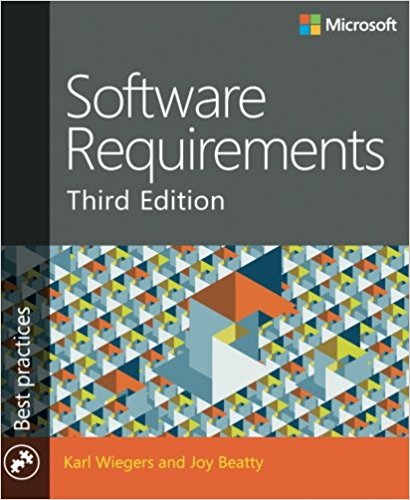 Microsoft
Software
Requirements
Third Edition
Best practices
Karl Wiegers and Joy Beatty